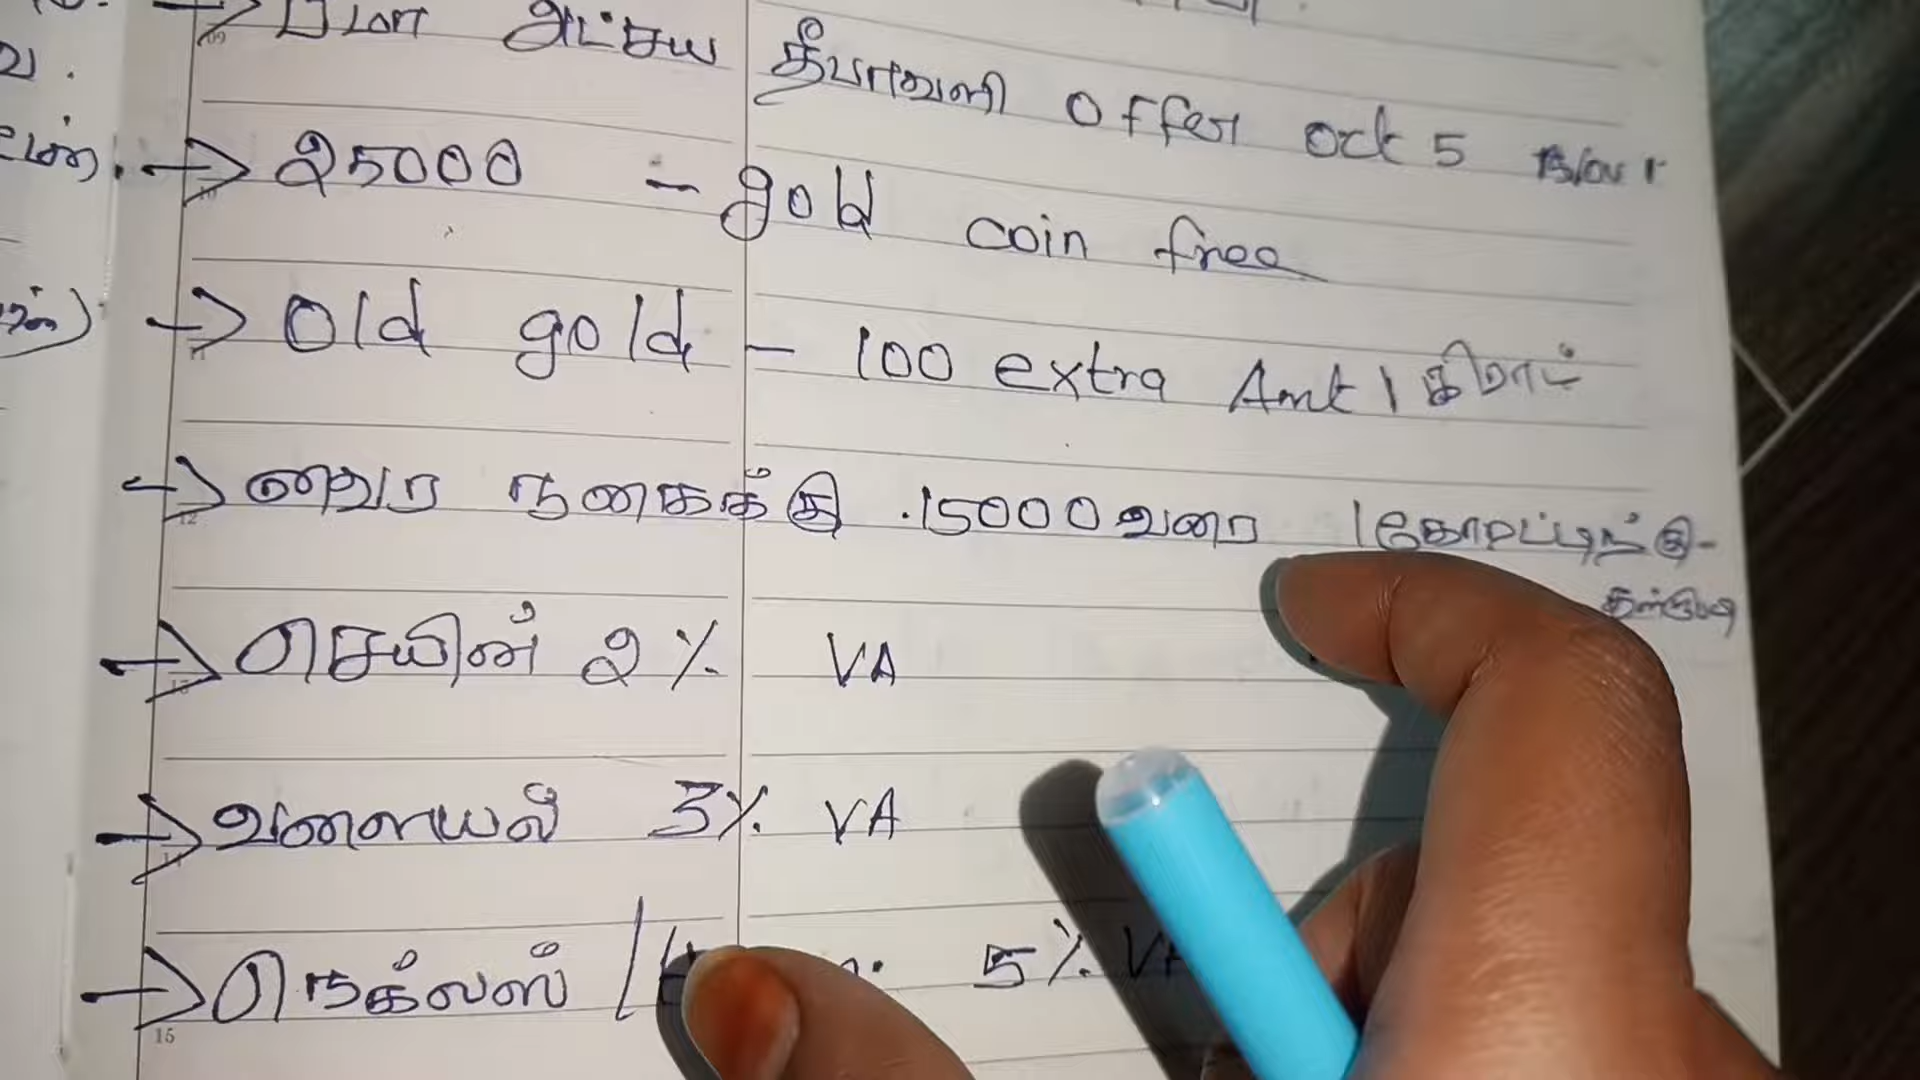 அட்சய தீபாவளி offer oct 5 Nov 1
→ 25000 - gold coin free
→ Old gold - 100 extra Amt / கிராம்
→ வைர நகைக்கு . 15000 வரை / கேரட்டிற்கு -
தள்ளுபடி
→ செயின் 2% VA
→ வளையல் 3% VA
→ நெக்லஸ் / 5% VA